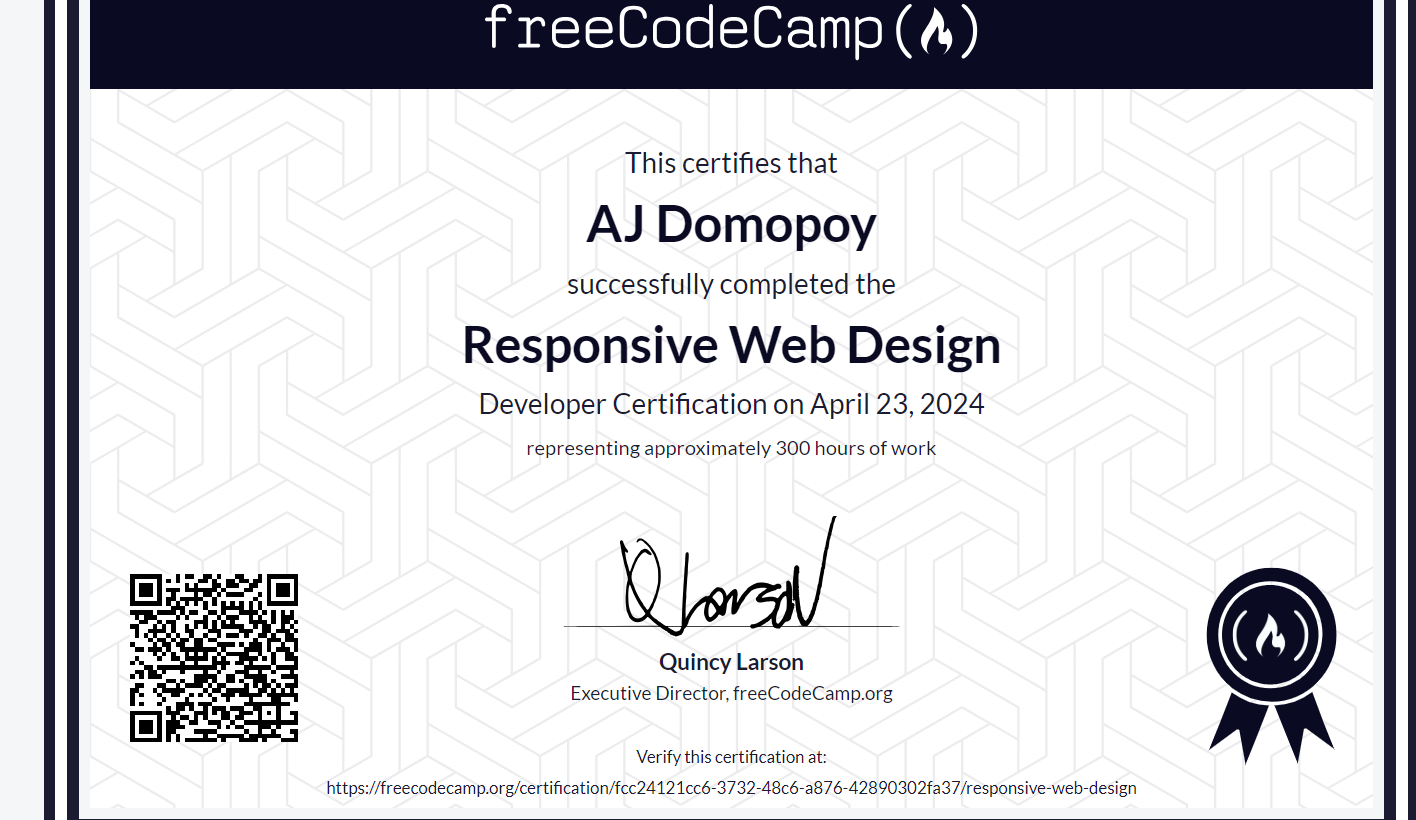 freeCodeCamp
This certifies that
AJ Domopoy
successfully completed the
Responsive Web Design
Developer Certification on April 23, 2024
representing approximately 300 hours of work
QLarson
Quincy Larson
Executive Director, freeCodeCamp.org
Verify this certification at:
https://freecodecamp.org/certification/fcc24121cc6-3732-48c6-a876-42890302fa37/responsive-web-design